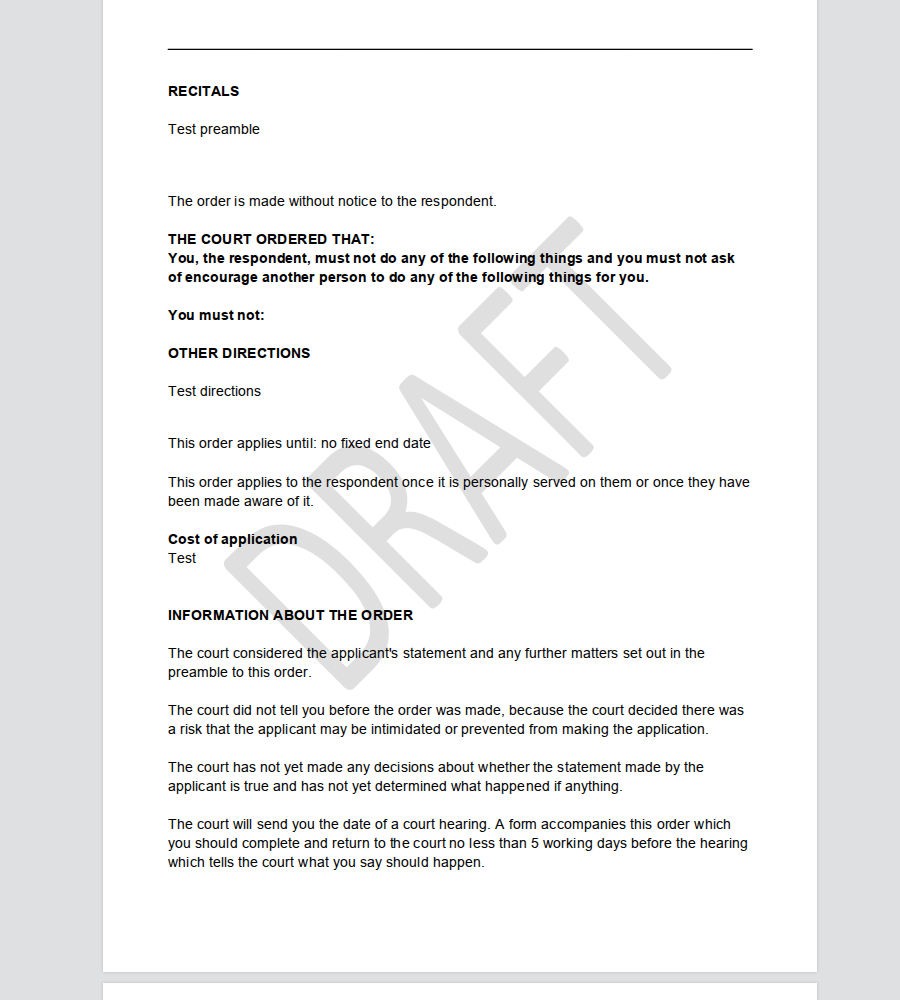 RECITALS
Test preamble
The order is made without notice to the respondent.
THE COURT ORDERED THAT:
You, the respondent, must not do any of the following things and you must not ask
of encourage another person to do any of the following things for you.
You must not:
OTHER DIRECTIONS
Test directions
This order applies until: no fixed end date
This order applies to the respondent once it is personally served on them or once they have
been made aware of it.
Cost of application
Test
INFORMATION ABOUT THE ORDER
The court considered the applicant's statement and any further matters set out in the
preamble to this order.
The court did not tell you before the order was made, because the court decided there was
a risk that the applicant may be intimidated or prevented from making the application.
The court has not yet made any decisions about whether the statement made by the
applicant is true and has not yet determined what happened if anything.
The court will send you the date of a court hearing. A form accompanies this order which
you should complete and return to the court no less than 5 working days before the hearing
which tells the court what you say should happen.
DRAFT